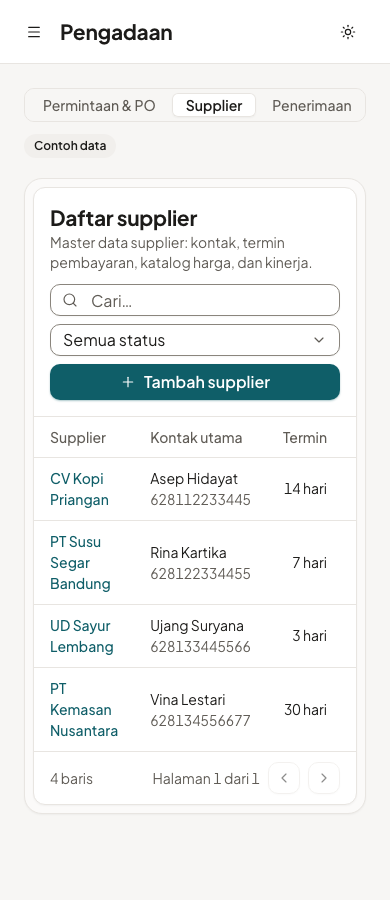 Pengadaan
Permintaan & PO
Supplier
Penerimaan
Contoh data
Daftar supplier
Master data supplier: kontak, termin
pembayaran, katalog harga, dan kinerja.
Cari...
Semua status
Tambah supplier
Supplier Kontak utama Termin
CV Kopi
Priangan
Asep Hidayat
628112233445
14 hari
PT Susu
Segar
Bandung
Rina Kartika
628122334455
7 hari
UD Sayur
Lembang
Ujang Suryana
628133445566
3 hari
PT
Kemasan
Nusantara
Vina Lestari
628134556677
30 hari
4 baris
Halaman 1 dari 1